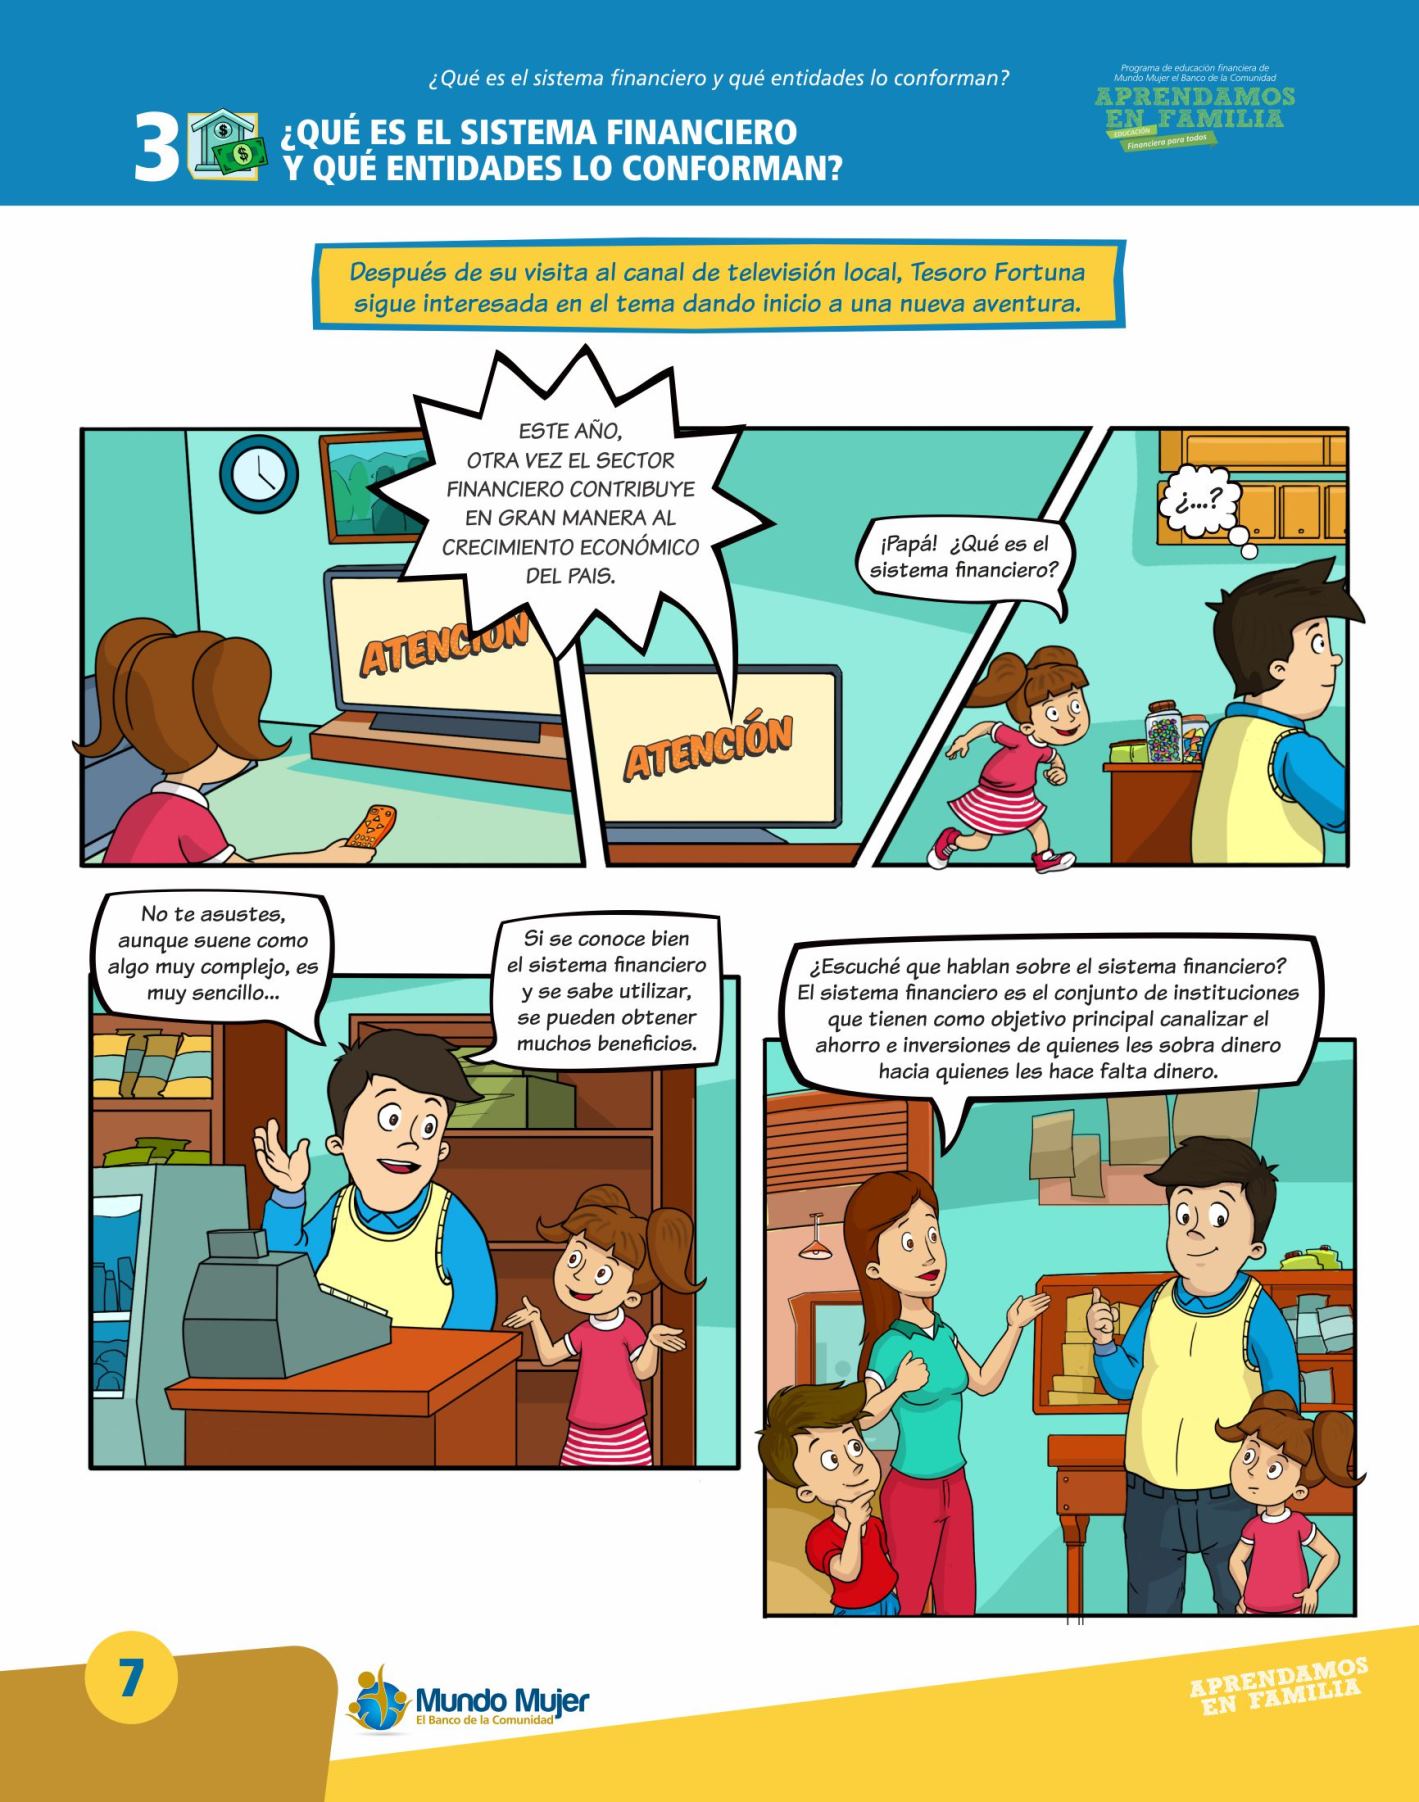 ¿Qué es el sistema financiero y qué entidades lo conforman?
Programa de educación financiera de
Mundo Mujer el Banco de la Comunidad
APRENDAMOS
EN FAMILIA
EDUCACIÓN
Financiera para todos
3
¿QUÉ ES EL SISTEMA FINANCIERO
Y QUÉ ENTIDADES LO CONFORMAN?
Después de su visita al canal de televisión local, Tesoro Fortuna
sigue interesada en el tema dando inicio a una nueva aventura.
ESTE AÑO,
OTRA VEZ EL SECTOR
FINANCIERO CONTRIBUYE
EN GRAN MANERA AL
CRECIMIENTO ECONÓMICO
DEL PAIS.
ATENCIÓN
ATENCIÓN
¡Papá! ¿Qué es el
sistema financiero?
¿...?
No te asustes,
aunque suene como
algo muy complejo, es
muy sencillo...
Si se conoce bien
el sistema financiero
y se sabe utilizar,
se pueden obtener
muchos beneficios.
¿Escuché que hablan sobre el sistema financiero?
El sistema financiero es el conjunto de instituciones
que tienen como objetivo principal canalizar el
ahorro e inversiones de quienes les sobra dinero
hacia quienes les hace falta dinero.
7
Mundo Mujer
El Banco de la Comunidad
APRENDAMOS
EN FAMILIA